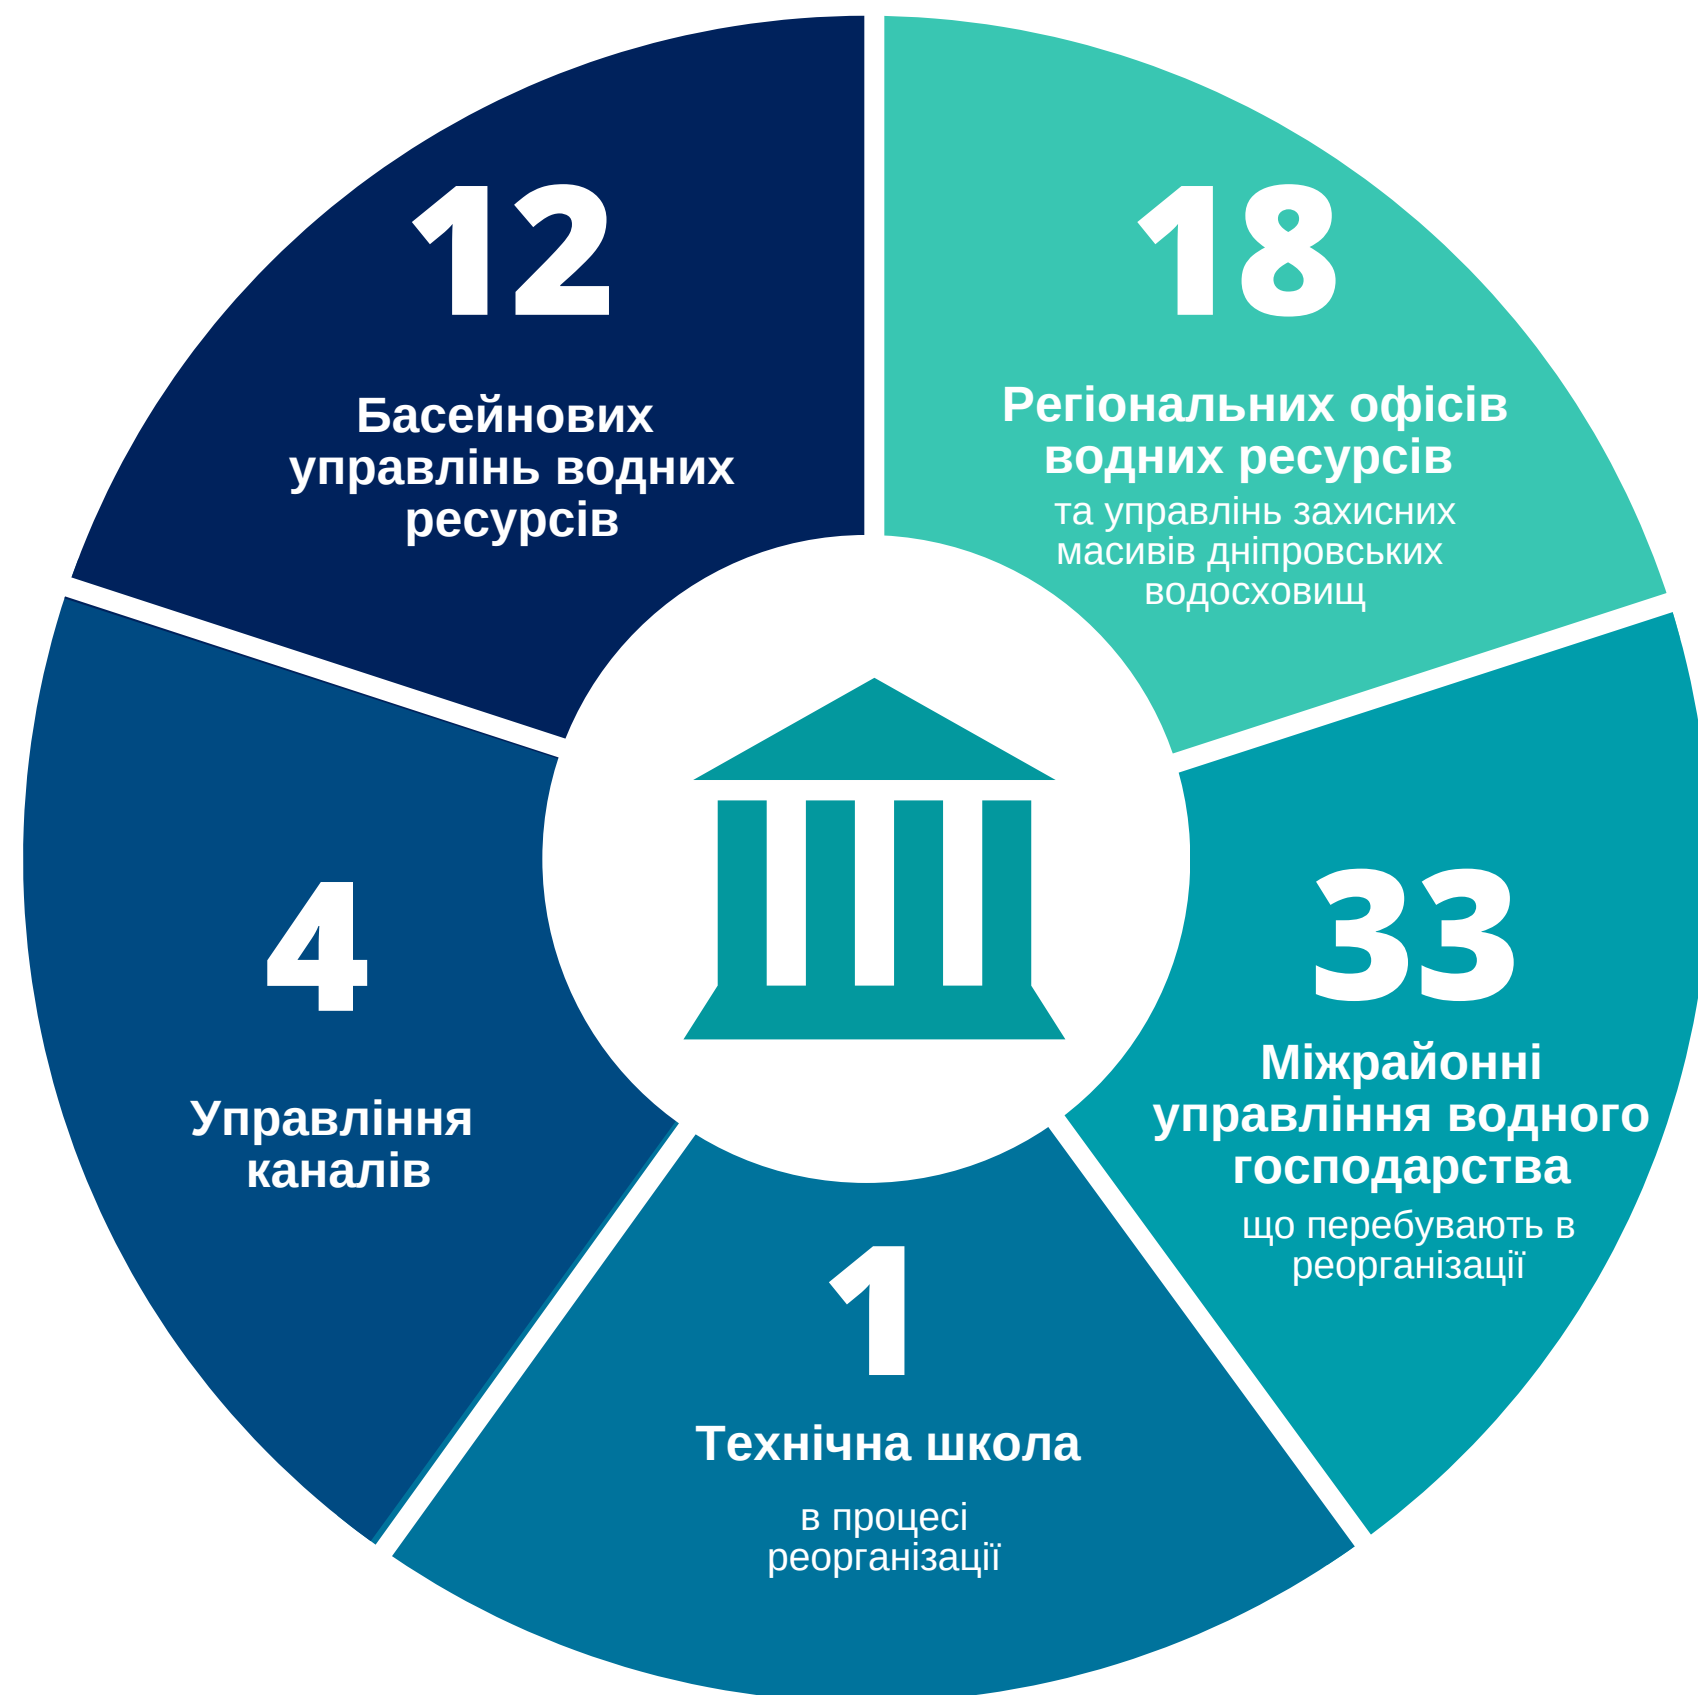 12
Басейнових
управлінь водних
ресурсів
18
Регіональних офісів
водних ресурсів
та управлінь захисних
масивів дніпровських
водосховищ
33
Міжрайонні
управління водного
господарства
що перебувають в
реорганізації
1
Технічна школа
в процесі
реорганізації
4
Управління
каналів